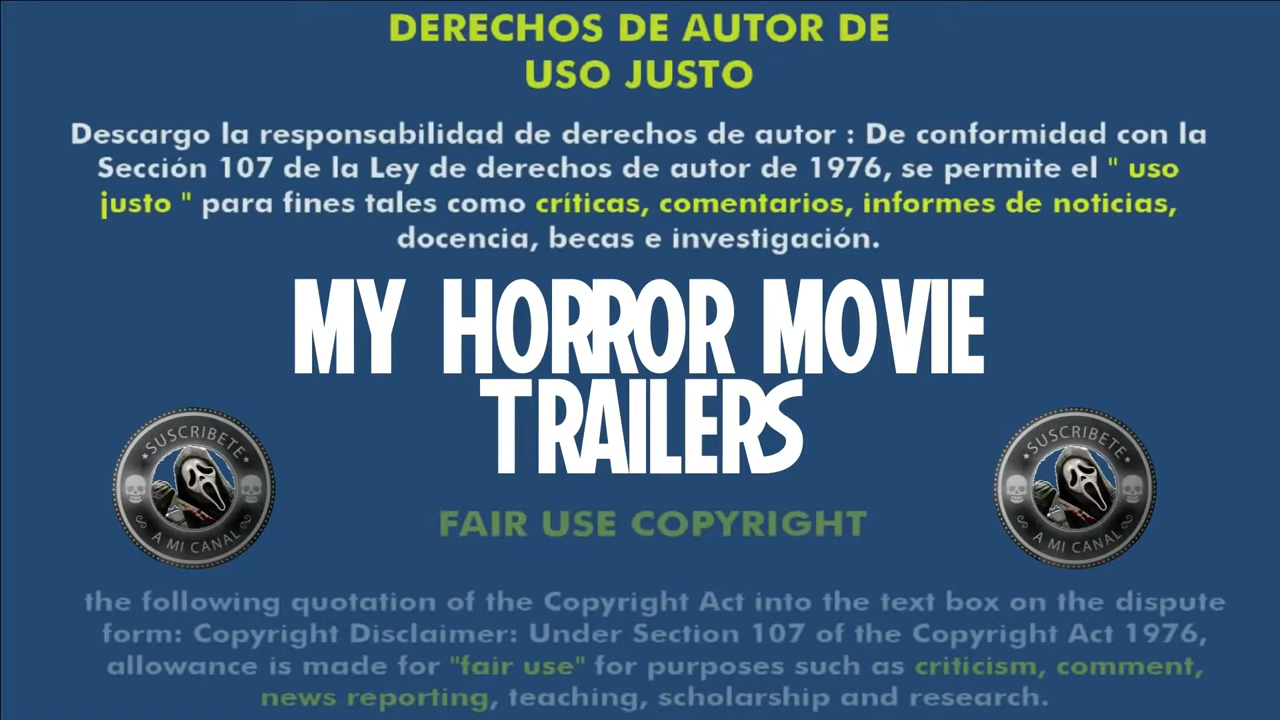 DERECHOS DE AUTOR DE
USO JUSTO
Descargo la responsabilidad de derechos de autor : De conformidad con la
Sección 107 de la Ley de derechos de autor de 1976, se permite el " uso
justo " para fines tales como críticas, comentarios, informes de noticias,
docencia, becas e investigación.
MY HORROR MOVIE
TRAILERS
SUSCRIBETE
A MI CANAL
SUSCRIBETE
A MI CANAL
FAIR USE COPYRIGHT
the following quotation of the Copyright Act into the text box on the dispute
form: Copyright Disclaimer: Under Section 107 of the Copyright Act 1976,
allowance is made for "fair use" for purposes such as criticism, comment,
news reporting, teaching, scholarship and research.